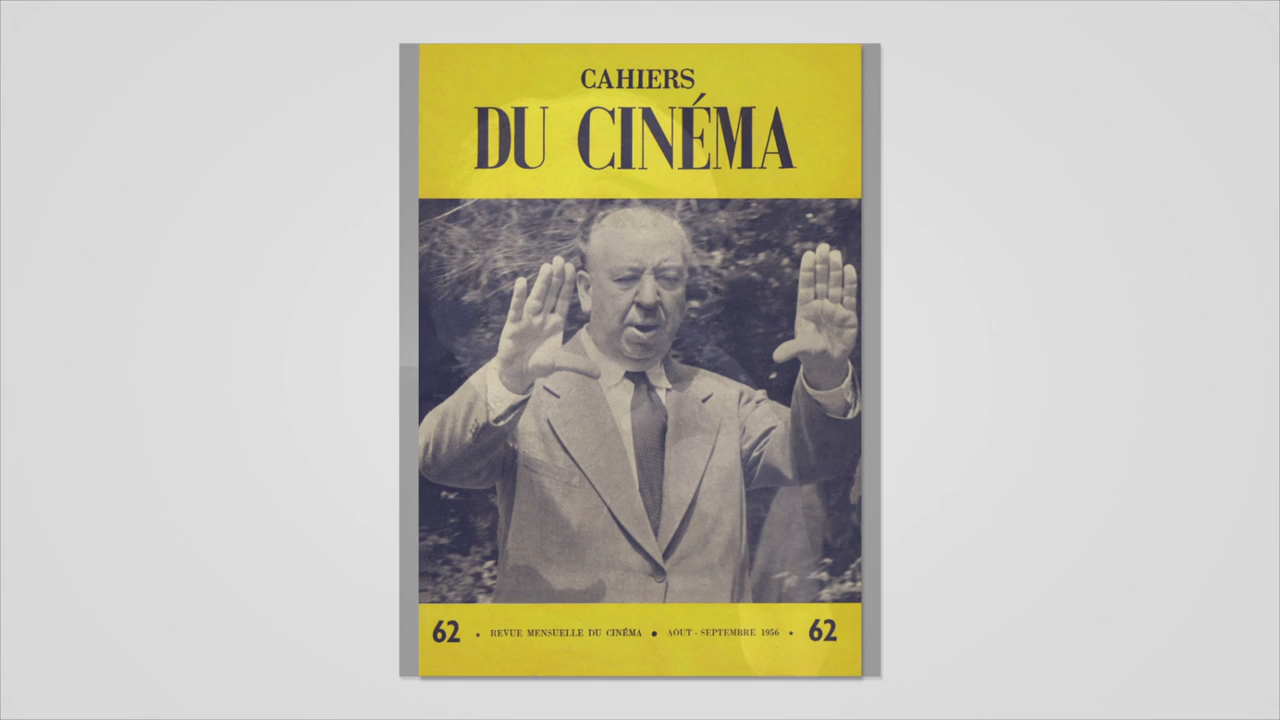 CAHIERS
DU CINÉMA
62 • REVUE MENSUELLE DU CINÉMA • AOUT - SEPTEMBRE 1956 • 62